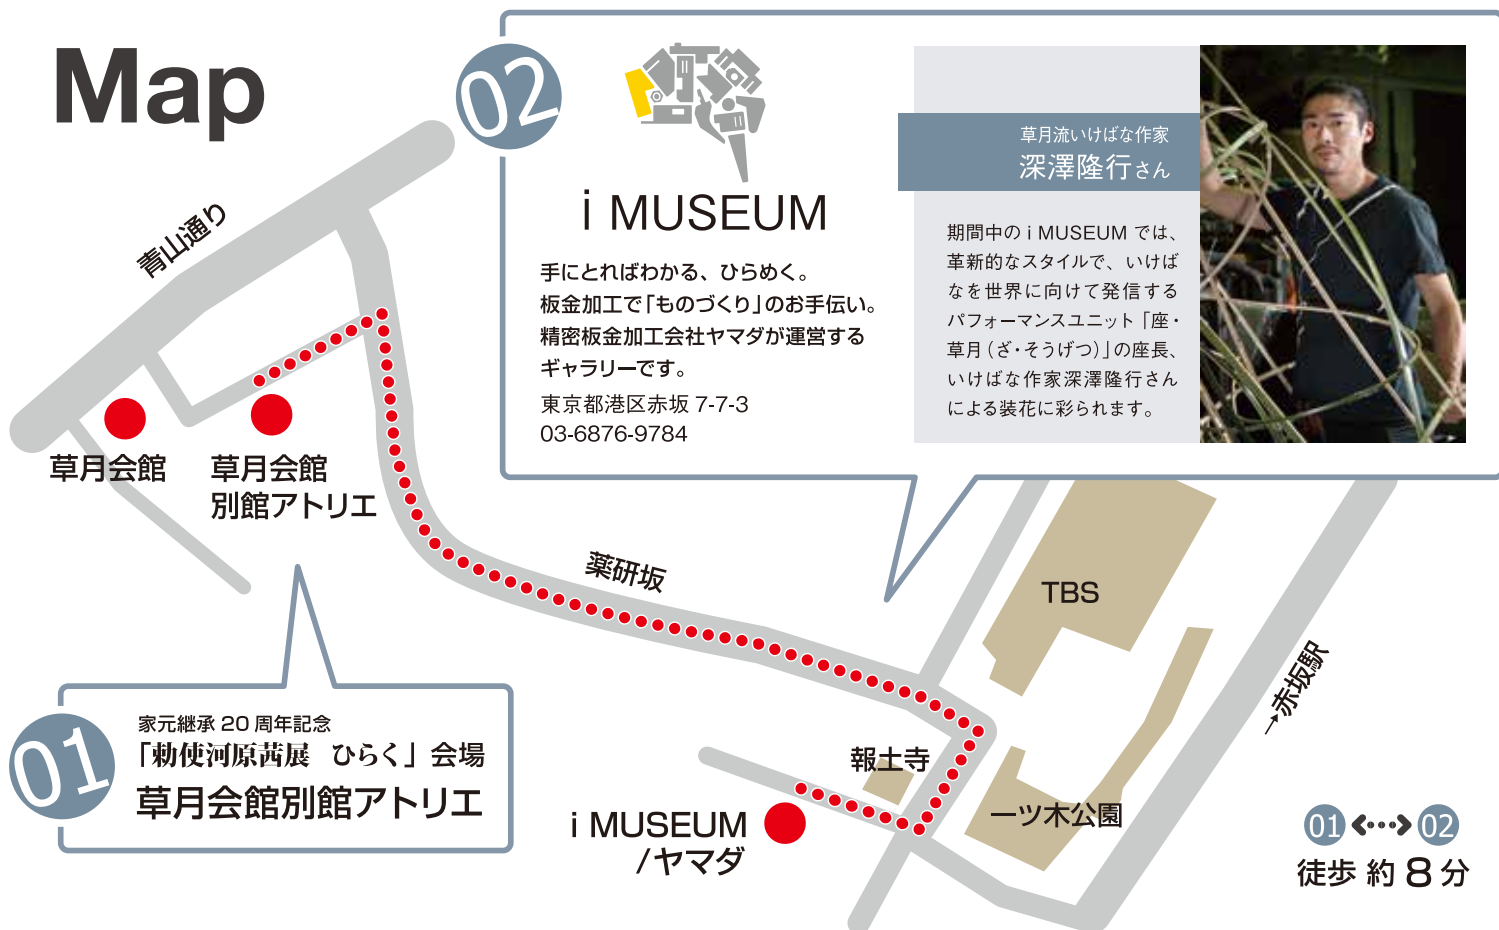 Map
02
i MUSEUM
手にとればわかる、ひらめく。
板金加工で「ものづくり」のお手伝い。
精密板金加工会社ヤマダが運営する
ギャラリーです。
東京都港区赤坂 7-7-3
03-6876-9784
草月流いけばな作家
深澤隆行さん
期間中の i MUSEUM では、
革新的なスタイルで、いけば
なを世界に向けて発信する
パフォーマンスユニット「座・
草月（ざ・そうげつ）」の座長、
いけばな作家深澤隆行さん
による装花に彩られます。
青山通り
草月会館
草月会館
別館アトリエ
薬研坂
TBS
→赤坂駅
報土寺
一ツ木公園
i MUSEUM
/ヤマダ
01
家元継承 20 周年記念
「勅使河原茜展　ひらく」会場
草月会館別館アトリエ
01 02
徒歩 約 8 分